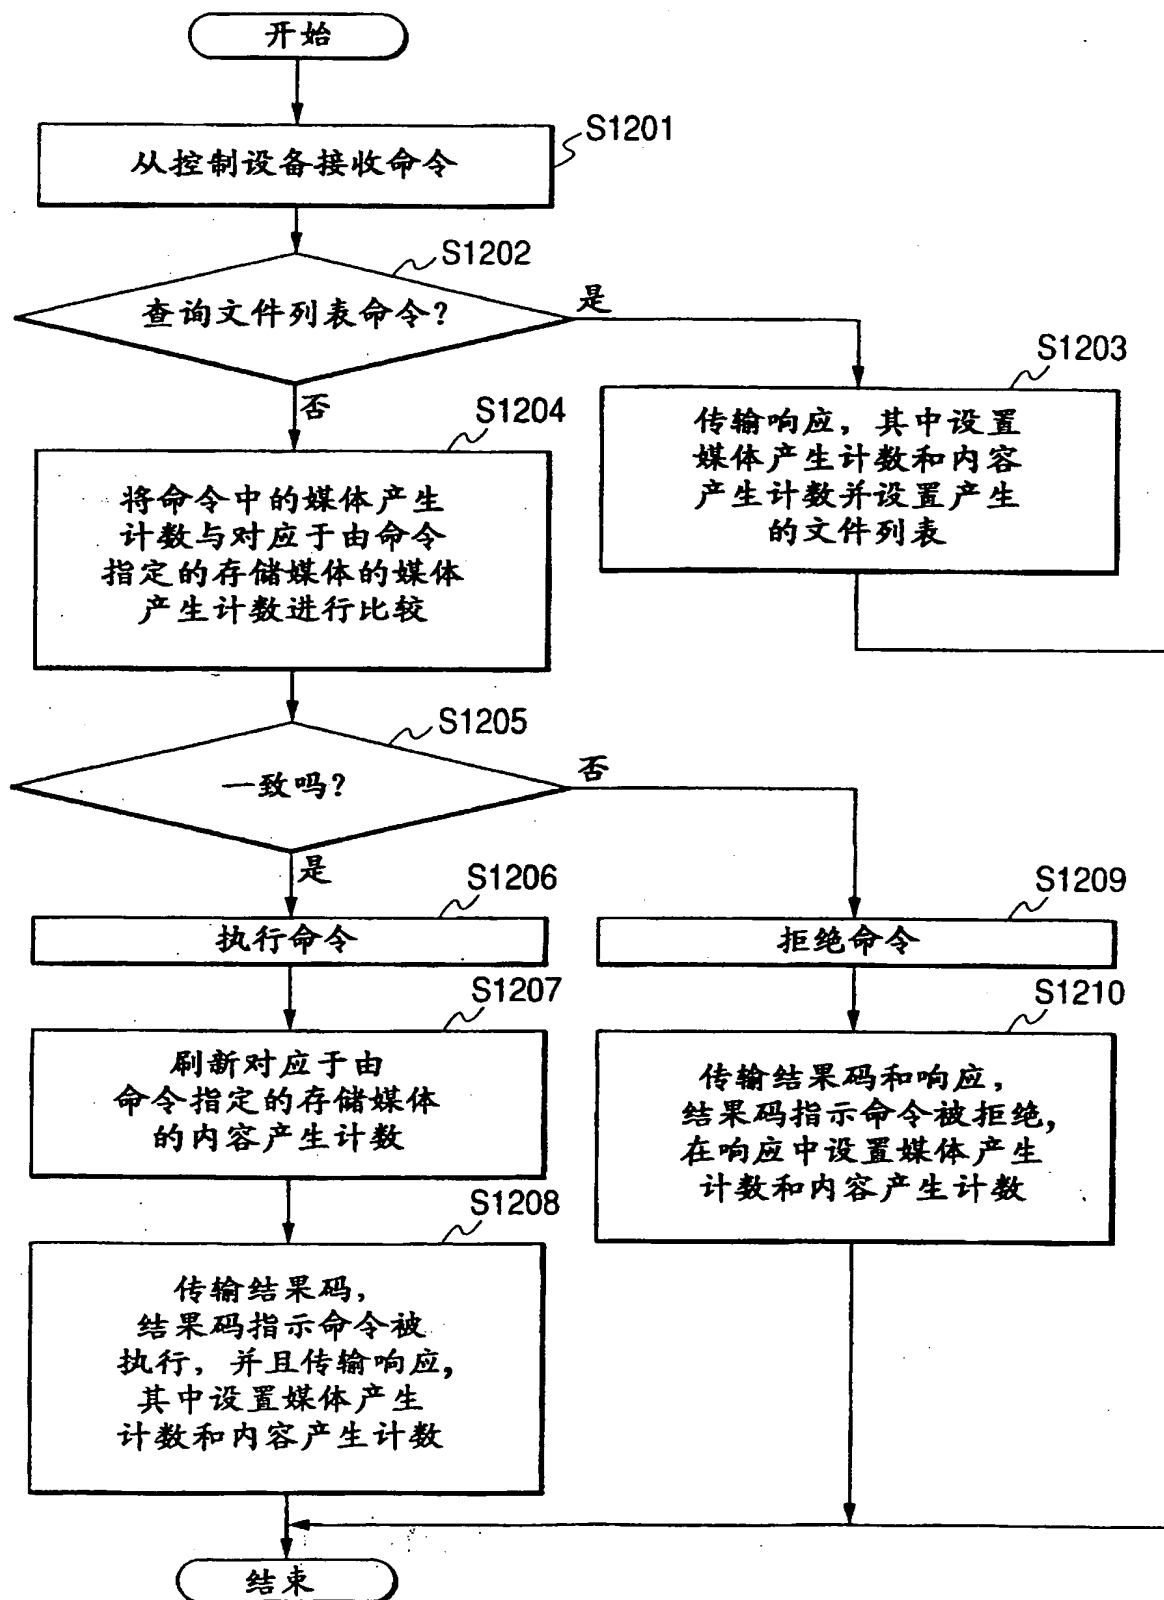 开始
S1201
从控制设备接收命令
S1202
查询文件列表命令?
是
S1203
传输响应，其中设置
媒体产生计数和内容
产生计数并设置产生
的文件列表
否
S1204
将命令中的媒体产生
计数与对应于由命令
指定的存储媒体的媒体
产生计数进行比较
S1205
一致吗?
否
是
S1206
执行命令
S1209
拒绝命令
S1207
刷新对应于由
命令指定的存储媒体
的内容产生计数
S1210
传输结果码和响应，
结果码指示命令被拒绝，
在响应中设置媒体产生
计数和内容产生计数
S1208
传输结果码，
结果码指示命令被
执行，并且传输响应，
其中设置媒体产生
计数和内容产生计数
结束